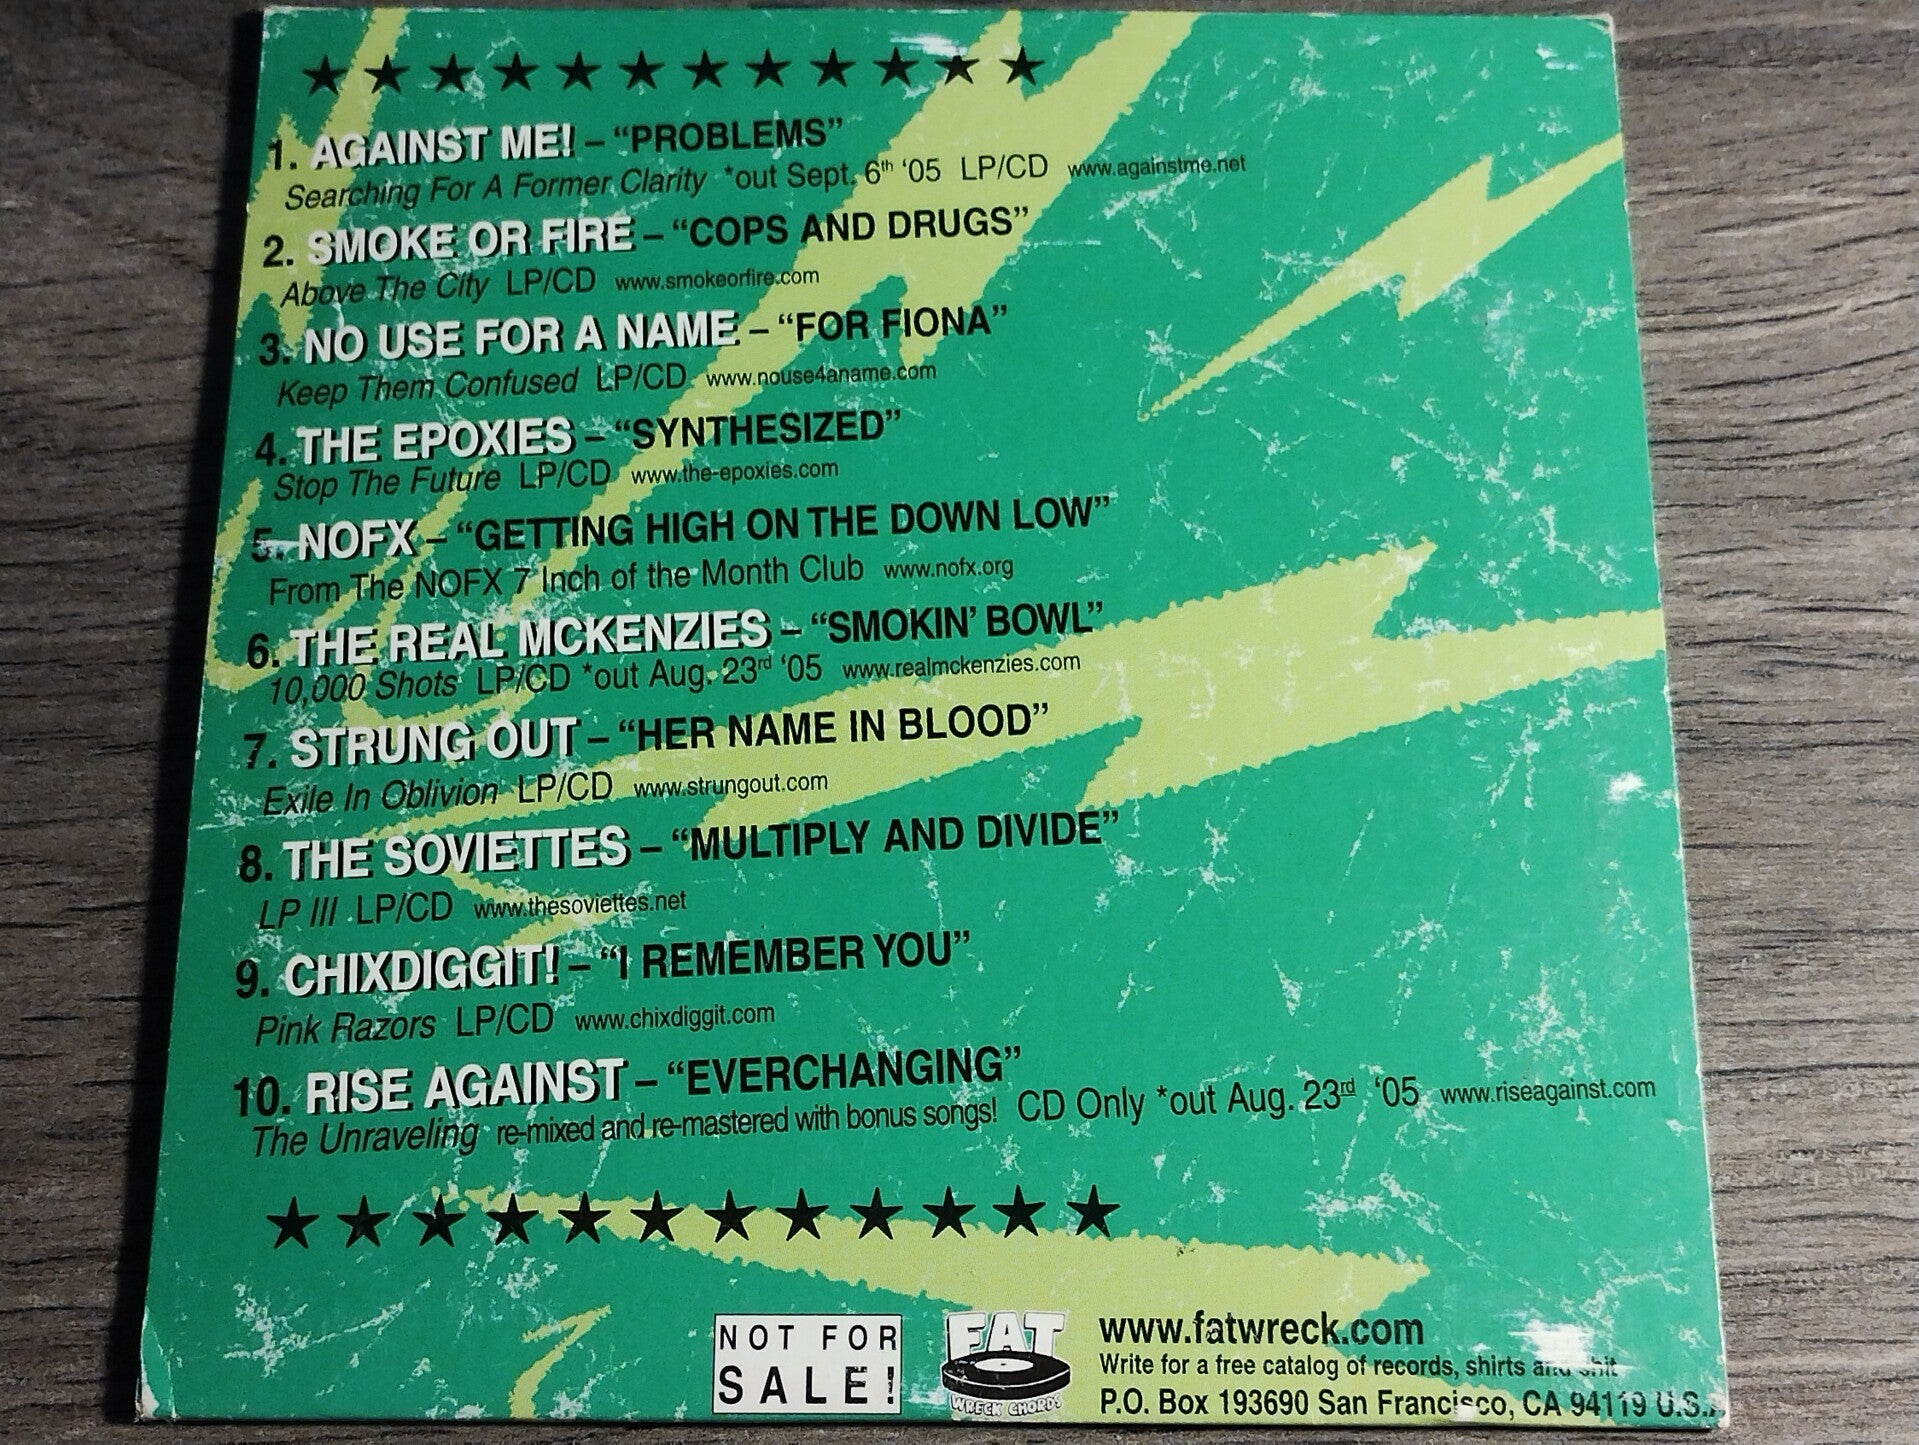 1. AGAINST ME! – “PROBLEMS”
Searching For A Former Clarity *out Sept. 6th ‘05 LP/CD www.againstme.net
2. SMOKE OR FIRE – “COPS AND DRUGS”
Above The City LP/CD www.smokeorfire.com
3. NO USE FOR A NAME – “FOR FIONA”
Keep Them Confused LP/CD www.nouse4aname.com
4. THE EPOXIES – “SYNTHESIZED”
Stop The Future LP/CD www.the-epoxies.com
5. NOFX – “GETTING HIGH ON THE DOWN LOW”
From The NOFX 7 Inch of the Month Club www.nofx.org
6. THE REAL MCKENZIES – “SMOKIN’ BOWL”
10,000 Shots LP/CD *out Aug. 23rd ‘05 www.realmckenzies.com
7. STRUNG OUT – “HER NAME IN BLOOD”
Exile In Oblivion LP/CD www.strungout.com
8. THE SOVIETTES – “MULTIPLY AND DIVIDE”
LP III LP/CD www.thesoviettes.net
9. CHIXDIGGIT! – “I REMEMBER YOU”
Pink Razors LP/CD www.chixdiggit.com
10. RISE AGAINST – “EVERCHANGING”
The Unraveling re-mixed and re-mastered with bonus songs! CD Only *out Aug. 23rd ‘05 www.riseagainst.com
NOT FOR
SALE!
FAT
WRECK CHORDS
www.fatwreck.com
Write for a free catalog of records, shirts and shit
P.O. Box 193690 San Francisco, CA 94119 U.S.A